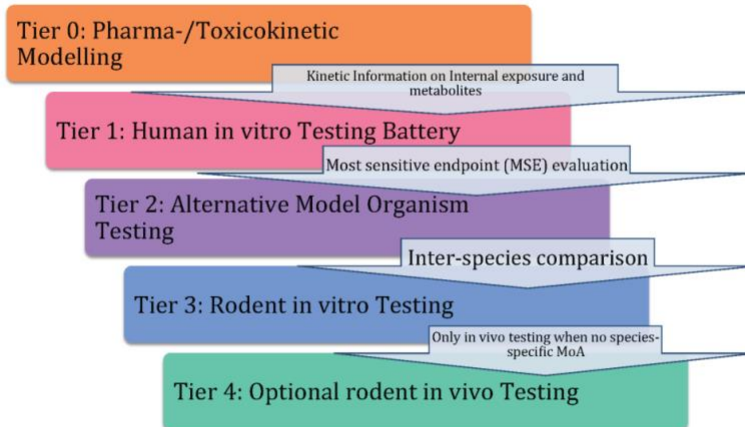 Tier 0: Pharma-/Toxicokinetic
Modelling
Kinetic Information on Internal exposure and
metabolites
Tier 1: Human in vitro Testing Battery
Most sensitive endpoint (MSE) evaluation
Tier 2: Alternative Model Organism
Testing
Inter-species comparison
Tier 3: Rodent in vitro Testing
Only in vivo testing when no species-
specific MoA
Tier 4: Optional rodent in vivo Testing